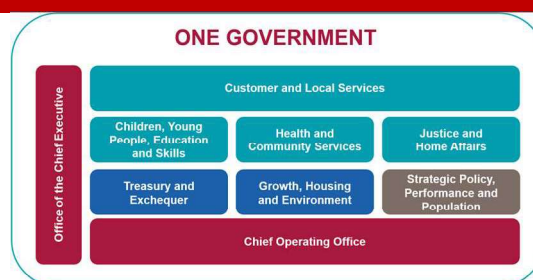 ONE GOVERNMENT
Office of the Chief Executive
Customer and Local Services
Children, Young
People, Education
and Skills
Health and
Community Services
Justice and
Home Affairs
Treasury and
Exchequer
Growth, Housing
and Environment
Strategic Policy,
Performance and
Population
Chief Operating Office